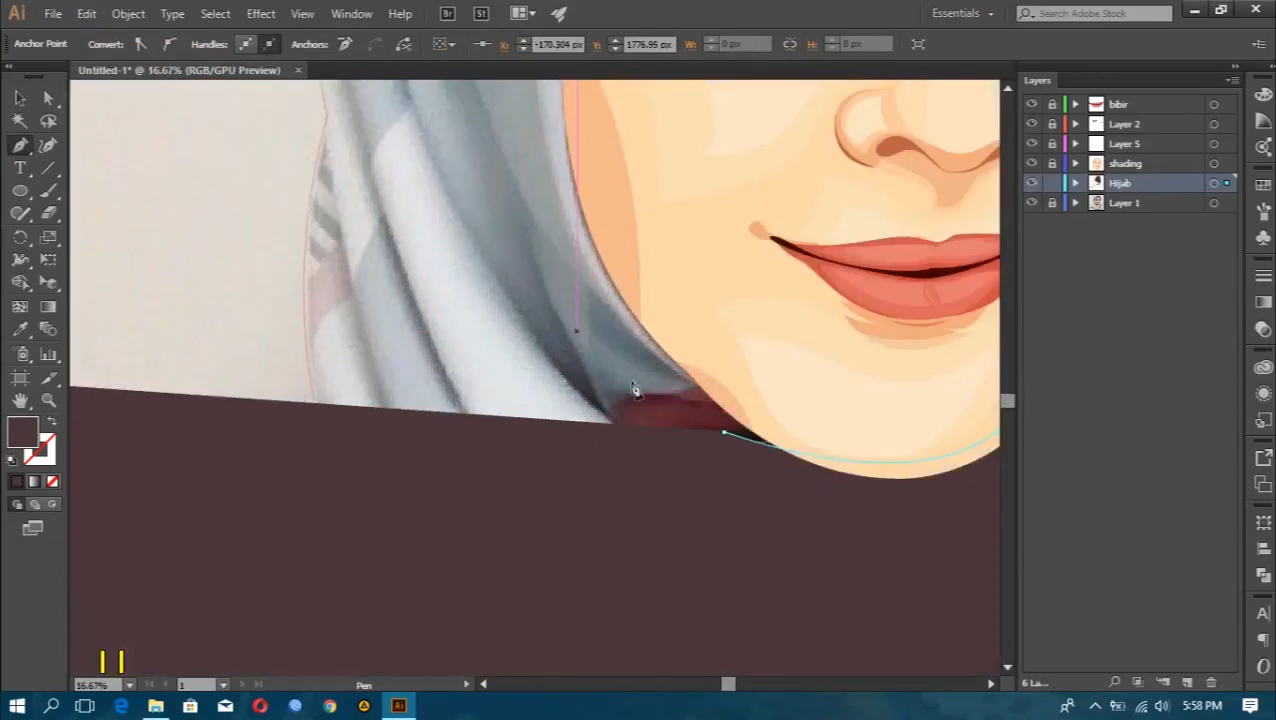 Ai File Edit Object Type Select Effect View Window Help Br St Essentials Search Adobe Stock
Anchor Point Convert: Handles: Anchors: X: -170.304 px Y: 1776.95 px W: 0 px H: 0 px
Untitled-1* @ 16.67% (RGB/GPU Preview) ×
Layers
bibir
Layer 2
Layer 5
shading
Hijab
Layer 1
16.67% 1 Pen 6 La...
5:58 PM